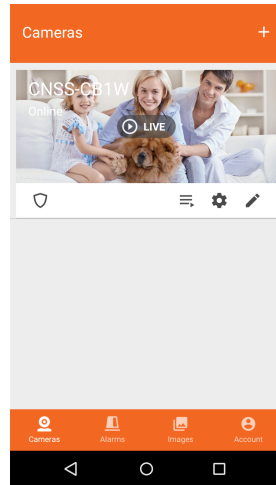 Cameras
CNSS-CB1W
Online
LIVE
Cameras Alarms Images Account